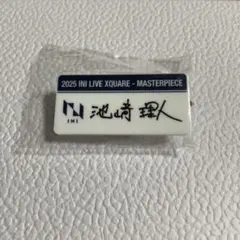 2025 INI LIVE XQUARE - MASTERPIECE
INI
池﨑 理人